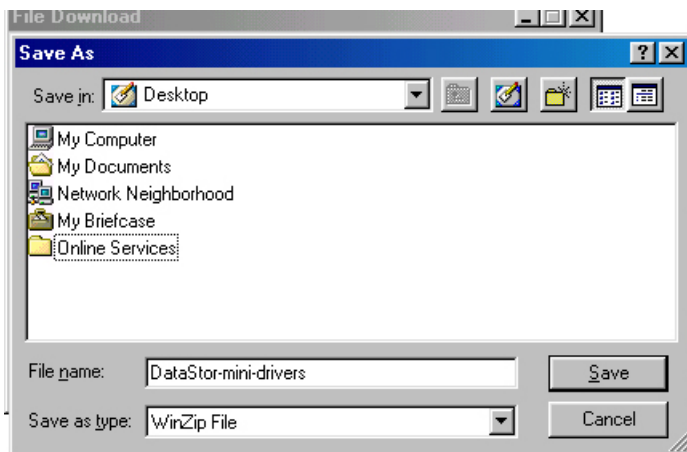 File Download
Save As
Save in: Desktop
My Computer
My Documents
Network Neighborhood
My Briefcase
Online Services
File name: DataStor-mini-drivers Save
Save as type: WinZip File Cancel